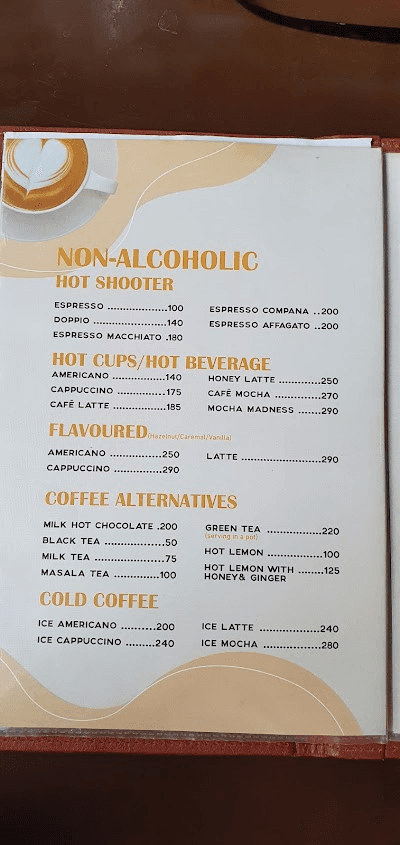 NON-ALCOHOLIC
HOT SHOOTER
ESPRESSO ...................100
DOPPIO .......................140
ESPRESSO MACCHIATO .180
ESPRESSO COMPANA ..200
ESPRESSO AFFAGATO ..200
HOT CUPS/HOT BEVERAGE
AMERICANO ..................140
CAPPUCCINO ................175
CAFÉ LATTE ..................185
HONEY LATTE .............250
CAFÉ MOCHA ...............270
MOCHA MADNESS .......290
FLAVOURED(Hazelnut/Caremal/Vanilla)
AMERICANO ................250
CAPPUCCINO ...............290
LATTE ..........................290
COFFEE ALTERNATIVES
MILK HOT CHOCOLATE .200
BLACK TEA ...................50
MILK TEA ......................75
MASALA TEA ..............100
GREEN TEA .................220
(serving in a pot)
HOT LEMON .................100
HOT LEMON WITH .......125
HONEY& GINGER
COLD COFFEE
ICE AMERICANO ..........200
ICE CAPPUCCINO .........240
ICE LATTE ..................240
ICE MOCHA ................280